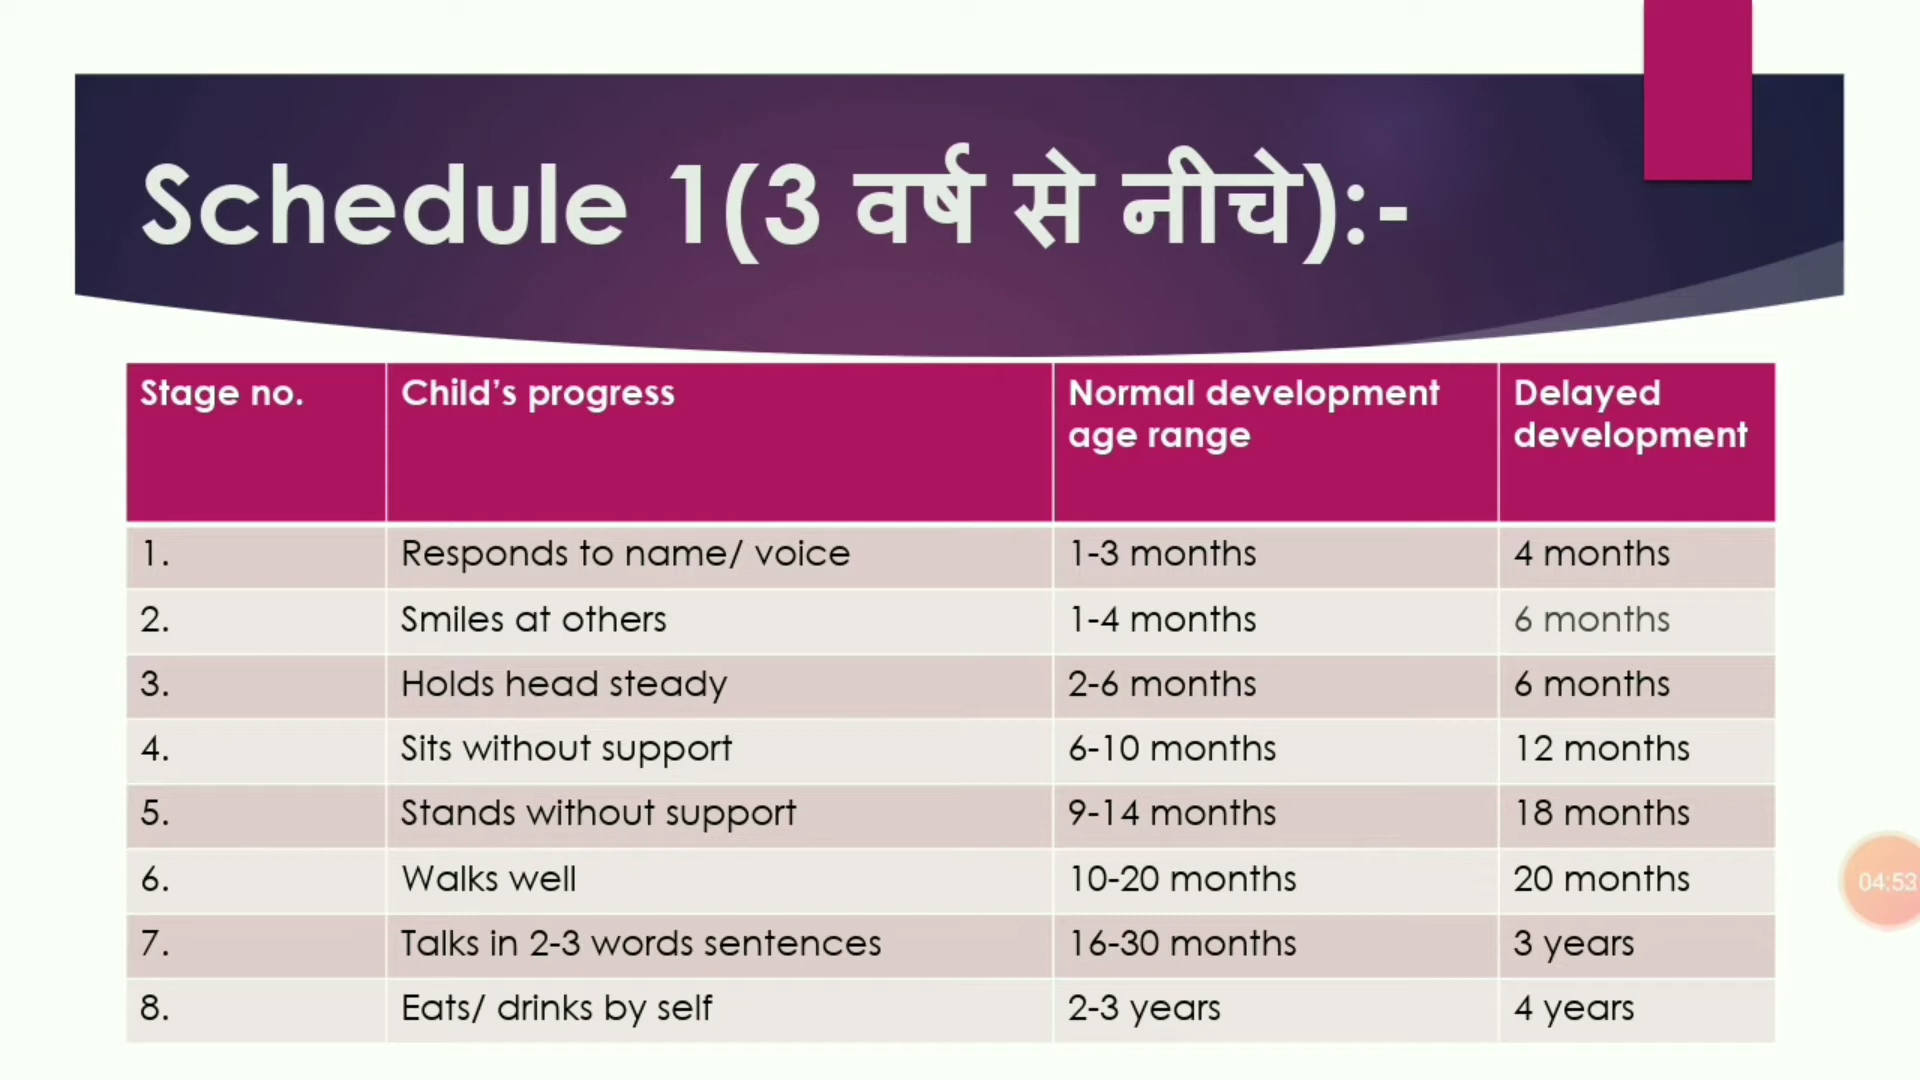 Schedule 1(3 वर्ष से नीचे):-
Stage no. Child's progress Normal development age range Delayed development
1. Responds to name/ voice 1-3 months 4 months
2. Smiles at others 1-4 months 6 months
3. Holds head steady 2-6 months 6 months
4. Sits without support 6-10 months 12 months
5. Stands without support 9-14 months 18 months
6. Walks well 10-20 months 20 months
7. Talks in 2-3 words sentences 16-30 months 3 years
8. Eats/ drinks by self 2-3 years 4 years
04:53